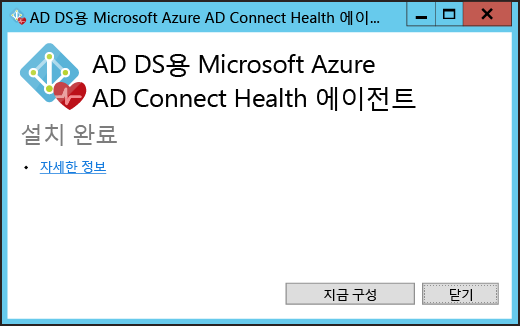 AD DS용 Microsoft Azure AD Connect Health 에이...
AD DS용 Microsoft Azure
AD Connect Health 에이전트
설치 완료
• 자세한 정보
지금 구성 닫기